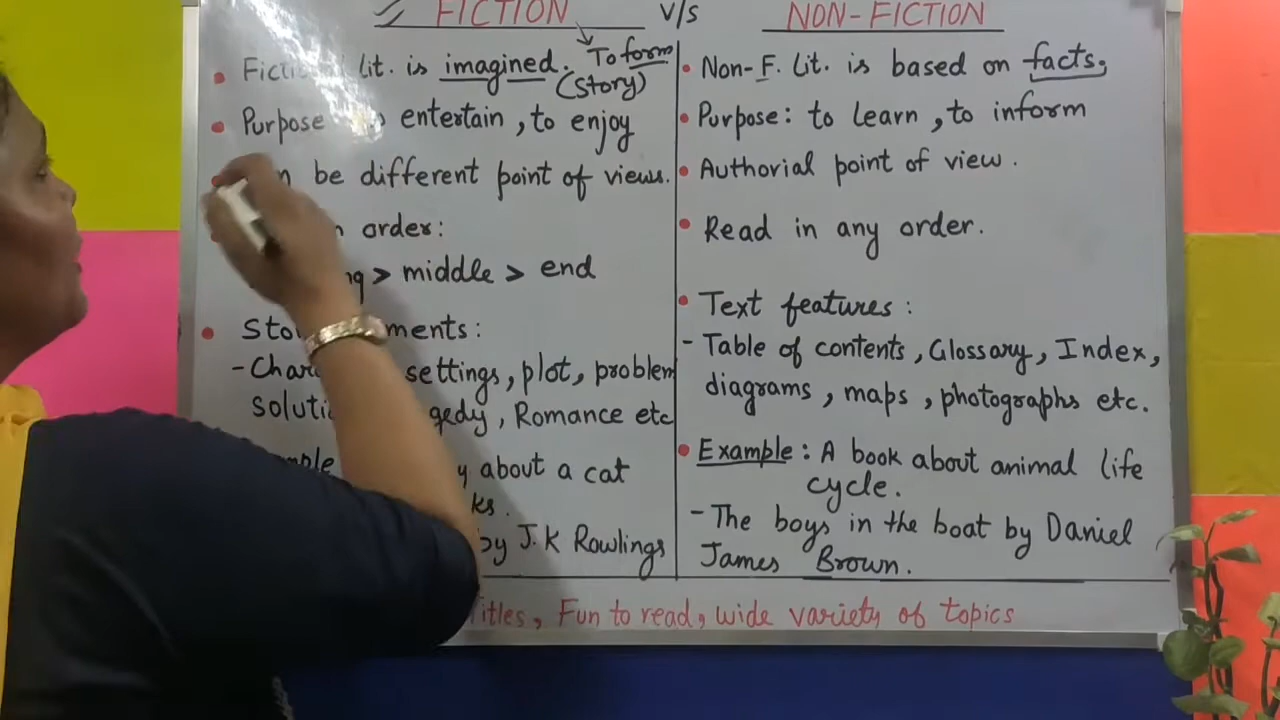 FICTION V/S NON-FICTION
lit. is imagined. To form
(story)
Purpose entertain, to enjoy
be different point of views.
order:
> middle > end
ments:
settings, plot, problem
Romance etc
about a cat
by J.K Rowlings
Non-F. Lit. is based on facts.
Purpose: to learn, to inform
Authorial point of view.
Read in any order.
Text features:
- Table of contents, Glossary, Index,
diagrams, maps, photographs etc.
Example: A book about animal life
cycle.
- The boys in the boat by Daniel
James Brown.
Titles, Fun to read, wide variety of topics